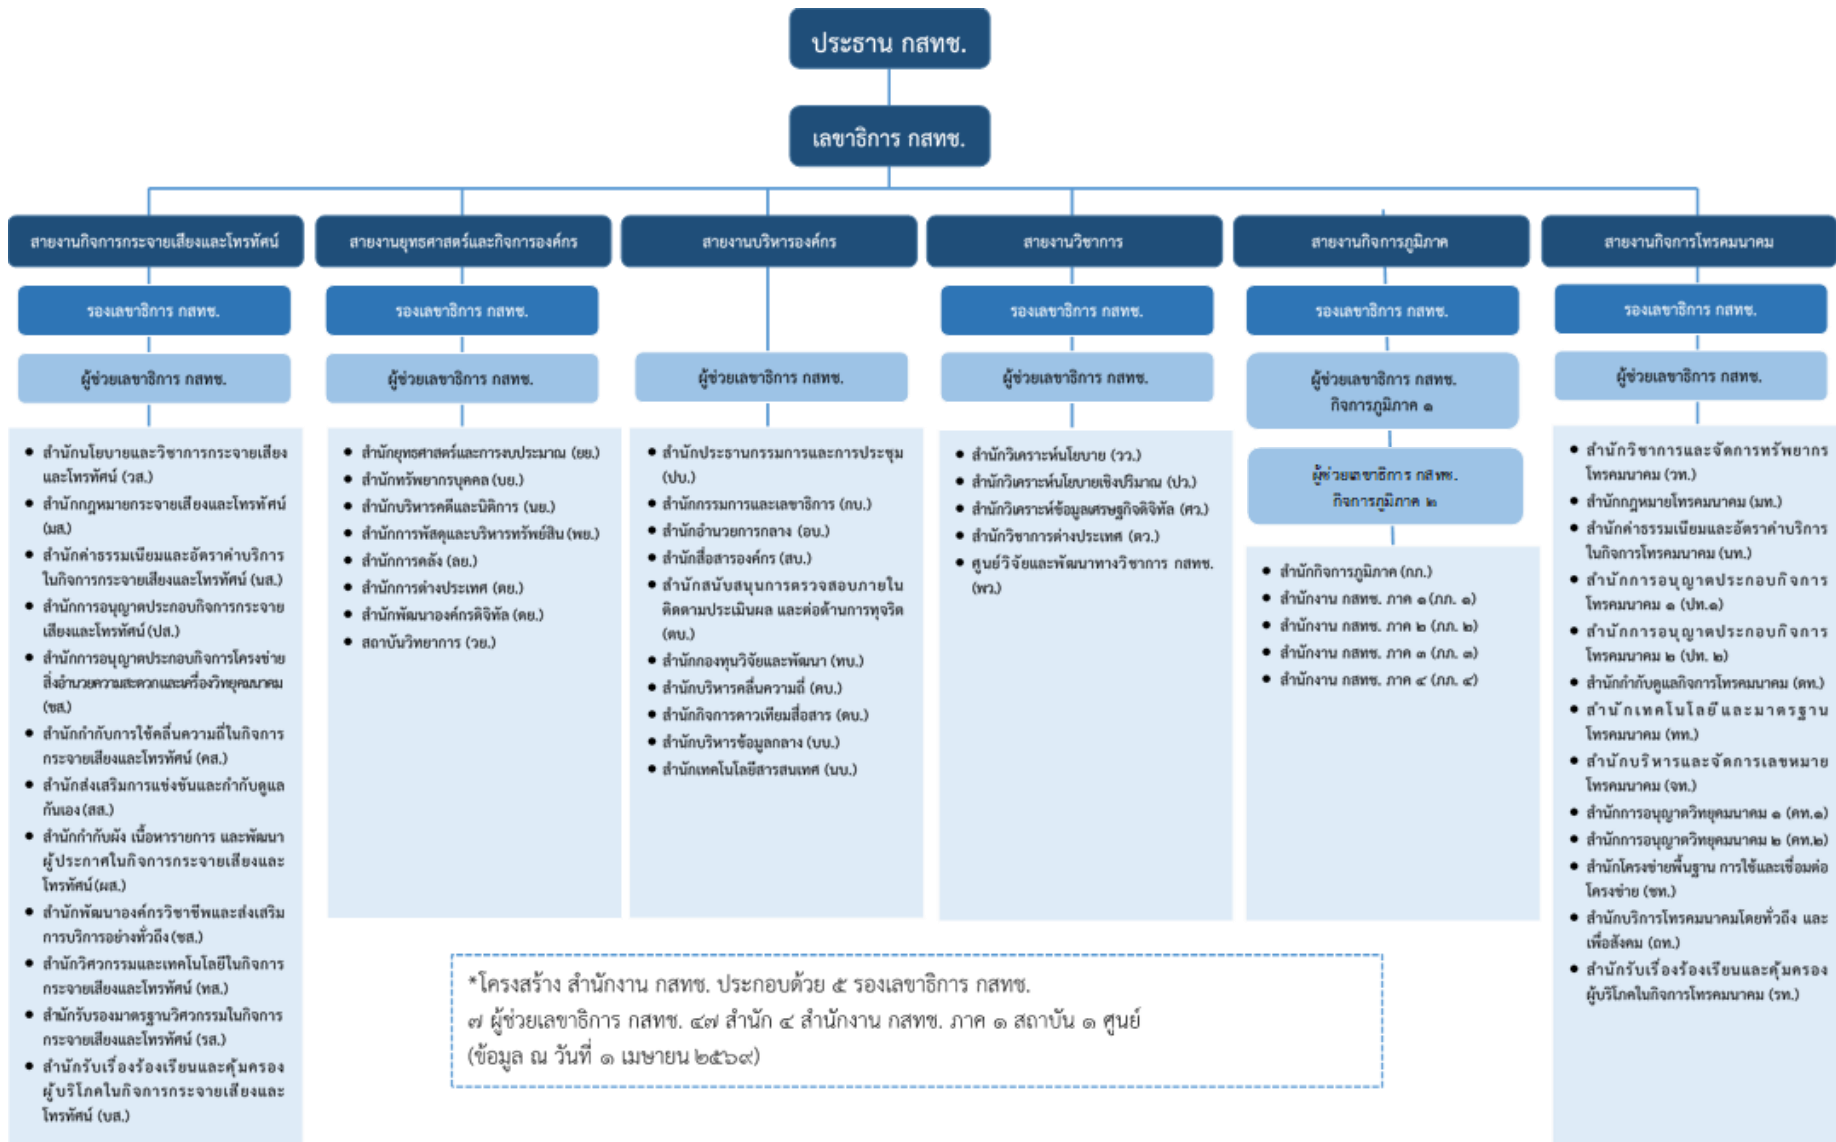 ประธาน กสทช.
เลขาธิการ กสทช.
สายงานกิจการกระจายเสียงและโทรทัศน์
รองเลขาธิการ กสทช.
ผู้ช่วยเลขาธิการ กสทช.
● สำนักนโยบายและวิชาการกระจายเสียง
และโทรทัศน์ (วส.)
● สำนักกฎหมายกระจายเสียงและโทรทัศน์
(มส.)
● สำนักค่าธรรมเนียมและอัตราค่าบริการ
ในกิจการกระจายเสียงและโทรทัศน์ (นส.)
● สำนักการอนุญาตประกอบกิจการกระจาย
เสียงและโทรทัศน์ (ปส.)
● สำนักการอนุญาตประกอบกิจการโครงข่าย
สิ่งอำนวยความสะดวกและเครื่องวิทยุคมนาคม
(ขส.)
● สำนักกำกับการใช้คลื่นความถี่ในกิจการ
กระจายเสียงและโทรทัศน์ (คส.)
● สำนักส่งเสริมการแข่งขันและกำกับดูแล
กันเอง (สส.)
● สำนักกำกับผัง เนื้อหารายการ และพัฒนา
ผู้ประกาศในกิจการกระจายเสียงและ
โทรทัศน์ (ผส.)
● สำนักพัฒนาองค์กรวิชาชีพและส่งเสริม
การบริการอย่างทั่วถึง (ชส.)
● สำนักวิศวกรรมและเทคโนโลยีในกิจการ
กระจายเสียงและโทรทัศน์ (ทส.)
● สำนักรับรองมาตรฐานวิศวกรรมในกิจการ
กระจายเสียงและโทรทัศน์ (รส.)
● สำนักรับเรื่องร้องเรียนและคุ้มครอง
ผู้บริโภคในกิจการกระจายเสียงและ
โทรทัศน์ (บส.)
สายงานยุทธศาสตร์และกิจการองค์กร
รองเลขาธิการ กสทช.
ผู้ช่วยเลขาธิการ กสทช.
● สำนักยุทธศาสตร์และการงบประมาณ (ยย.)
● สำนักทรัพยากรบุคคล (บย.)
● สำนักบริหารคดีและนิติการ (นย.)
● สำนักการพัสดุและบริหารทรัพย์สิน (พย.)
● สำนักการคลัง (ลย.)
● สำนักการต่างประเทศ (ตย.)
● สำนักพัฒนาองค์กรดิจิทัล (ดย.)
● สถาบันวิทยาการ (วย.)
สายงานบริหารองค์กร
ผู้ช่วยเลขาธิการ กสทช.
● สำนักประธานกรรมการและการประชุม
(ปบ.)
● สำนักกรรมการและเลขาธิการ (กบ.)
● สำนักอำนวยการกลาง (อบ.)
● สำนักสื่อสารองค์กร (สบ.)
● สำนักสนับสนุนการตรวจสอบภายใน
ติดตามประเมินผล และต่อต้านการทุจริต
(ตบ.)
● สำนักกองทุนวิจัยและพัฒนา (ทบ.)
● สำนักบริหารคลื่นความถี่ (คบ.)
● สำนักกิจการดาวเทียมสื่อสาร (ดบ.)
● สำนักบริหารข้อมูลกลาง (บบ.)
● สำนักเทคโนโลยีสารสนเทศ (นบ.)
สายงานวิชาการ
รองเลขาธิการ กสทช.
ผู้ช่วยเลขาธิการ กสทช.
● สำนักวิเคราะห์นโยบาย (วว.)
● สำนักวิเคราะห์นโยบายเชิงปริมาณ (ปว.)
● สำนักวิเคราะห์ข้อมูลเศรษฐกิจดิจิทัล (ศว.)
● สำนักวิชาการต่างประเทศ (ตว.)
● ศูนย์วิจัยและพัฒนาทางวิชาการ กสทช.
(พว.)
สายงานกิจการภูมิภาค
รองเลขาธิการ กสทช.
ผู้ช่วยเลขาธิการ กสทช.
กิจการภูมิภาค ๑
ผู้ช่วยเลขาธิการ กสทช.
กิจการภูมิภาค ๒
● สำนักกิจการภูมิภาค (กภ.)
● สำนักงาน กสทช. ภาค ๑ (ภภ. ๑)
● สำนักงาน กสทช. ภาค ๒ (ภภ. ๒)
● สำนักงาน กสทช. ภาค ๓ (ภภ. ๓)
● สำนักงาน กสทช. ภาค ๔ (ภภ. ๔)
สายงานกิจการโทรคมนาคม
รองเลขาธิการ กสทช.
ผู้ช่วยเลขาธิการ กสทช.
● สำนักวิชาการและจัดการทรัพยากร
โทรคมนาคม (วท.)
● สำนักกฎหมายโทรคมนาคม (มท.)
● สำนักค่าธรรมเนียมและอัตราค่าบริการ
ในกิจการโทรคมนาคม (นท.)
● สำนักการอนุญาตประกอบกิจการ
โทรคมนาคม ๑ (ปท.๑)
● สำนักการอนุญาตประกอบกิจการ
โทรคมนาคม ๒ (ปท. ๒)
● สำนักกำกับดูแลกิจการโทรคมนาคม (ดท.)
● สำนักเทคโนโลยีและมาตรฐาน
โทรคมนาคม (ทท.)
● สำนักบริหารและจัดการเลขหมาย
โทรคมนาคม (จท.)
● สำนักการอนุญาตวิทยุคมนาคม ๑ (คท.๑)
● สำนักการอนุญาตวิทยุคมนาคม ๒ (คท.๒)
● สำนักโครงข่ายพื้นฐาน การใช้และเชื่อมต่อ
โครงข่าย (ชท.)
● สำนักบริการโทรคมนาคมโดยทั่วถึง และ
เพื่อสังคม (ถท.)
● สำนักรับเรื่องร้องเรียนและคุ้มครอง
ผู้บริโภคในกิจการโทรคมนาคม (รท.)
*โครงสร้าง สำนักงาน กสทช. ประกอบด้วย ๕ รองเลขาธิการ กสทช.
๗ ผู้ช่วยเลขาธิการ กสทช. ๔๗ สำนัก ๔ สำนักงาน กสทช. ภาค ๑ สถาบัน ๑ ศูนย์
(ข้อมูล ณ วันที่ ๑ เมษายน ๒๕๖๙)